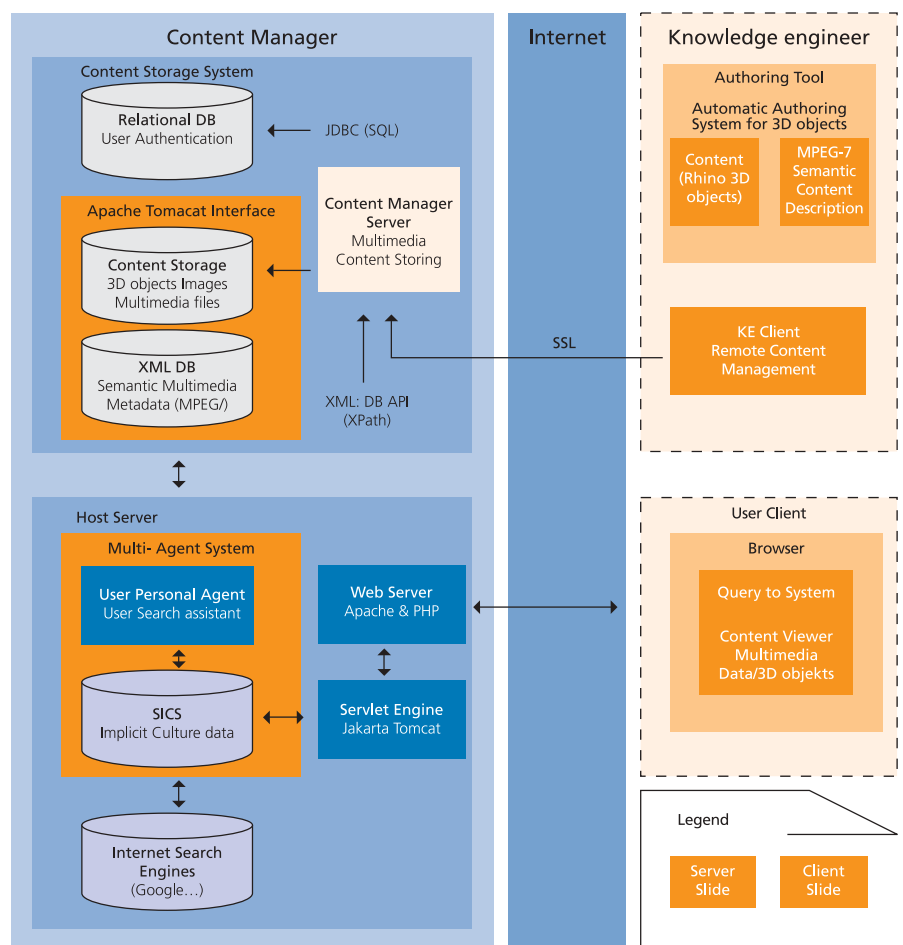 Content Manager
Content Storage System
Relational DB
User Authentication
JDBC (SQL)
Apache Tomacat Interface
Content Storage
3D objects Images
Multimedia files
XML DB
Semantic Multimedia
Metadata (MPEG/)
Content Manager
Server
Multimedia
Content Storing
XML: DB API
(XPath)
Host Server
Multi- Agent System
User Personal Agent
User Search assistant
SICS
Implicit Culture data
Internet Search
Engines
(Google...)
Web Server
Apache & PHP
Servlet Engine
Jakarta Tomcat
Internet
SSL
Knowledge engineer
Authoring Tool
Automatic Authoring
System for 3D objects
Content
(Rhino 3D
objects)
MPEG-7
Semantic
Content
Description
KE Client
Remote Content
Management
User Client
Browser
Query to System
Content Viewer
Multimedia
Data/3D objekts
Legend
Server
Slide
Client
Slide